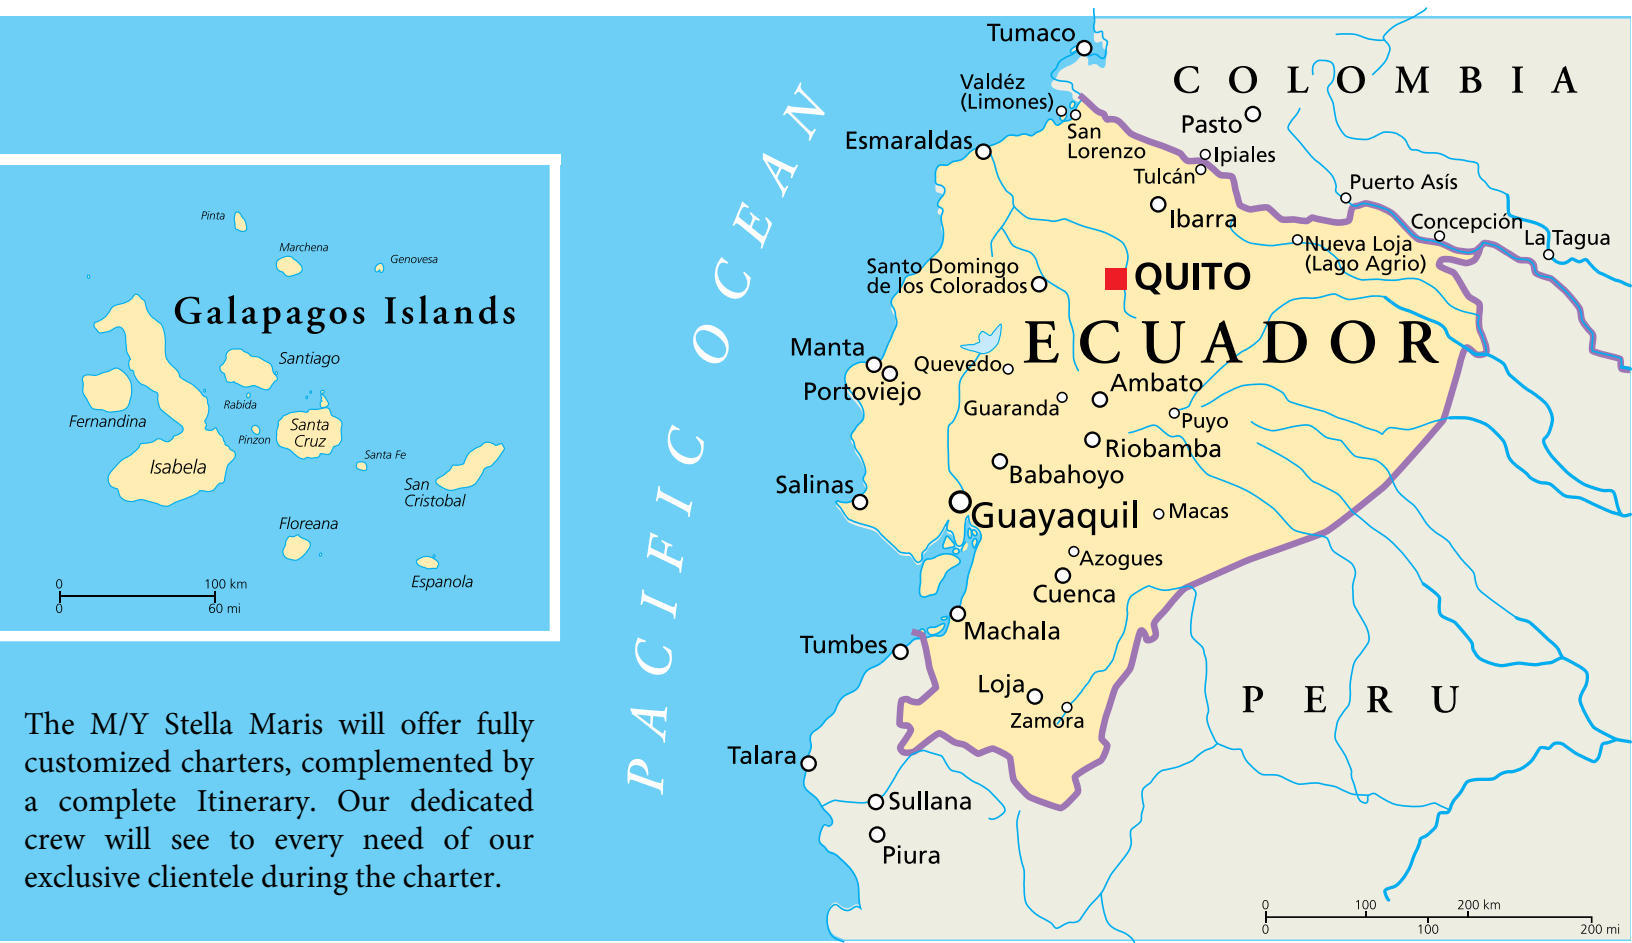 Tumaco
COLOMBIA
Valdéz
(Limones)
San
Lorenzo
Pasto
Ipiales
Esmaraldas
Tulcán
Puerto Asís
Ibarra
Concepción
La Tagua
Nueva Loja
(Lago Agrio)
Santo Domingo
de los Colorados
QUITO
ECUADOR
Manta
Portoviejo
Quevedo
Ambato
Guaranda
Puyo
Riobamba
Babahoyo
Salinas
Guayaquil
Macas
Azogues
Cuenca
Machala
Tumbes
Loja
Zamora
PERU
Talara
Sullana
Piura
PACIFIC OCEAN
0 100 200 km
0 100 200 mi
Pinta
Marchena
Genovesa
Galapagos Islands
Santiago
Rabida
Fernandina
Pinzon
Santa
Cruz
Isabela
Santa Fe
San
Cristobal
Floreana
Espanola
0 100 km
0 60 mi
The M/Y Stella Maris will offer fully
customized charters, complemented by
a complete Itinerary. Our dedicated
crew will see to every need of our
exclusive clientele during the charter.